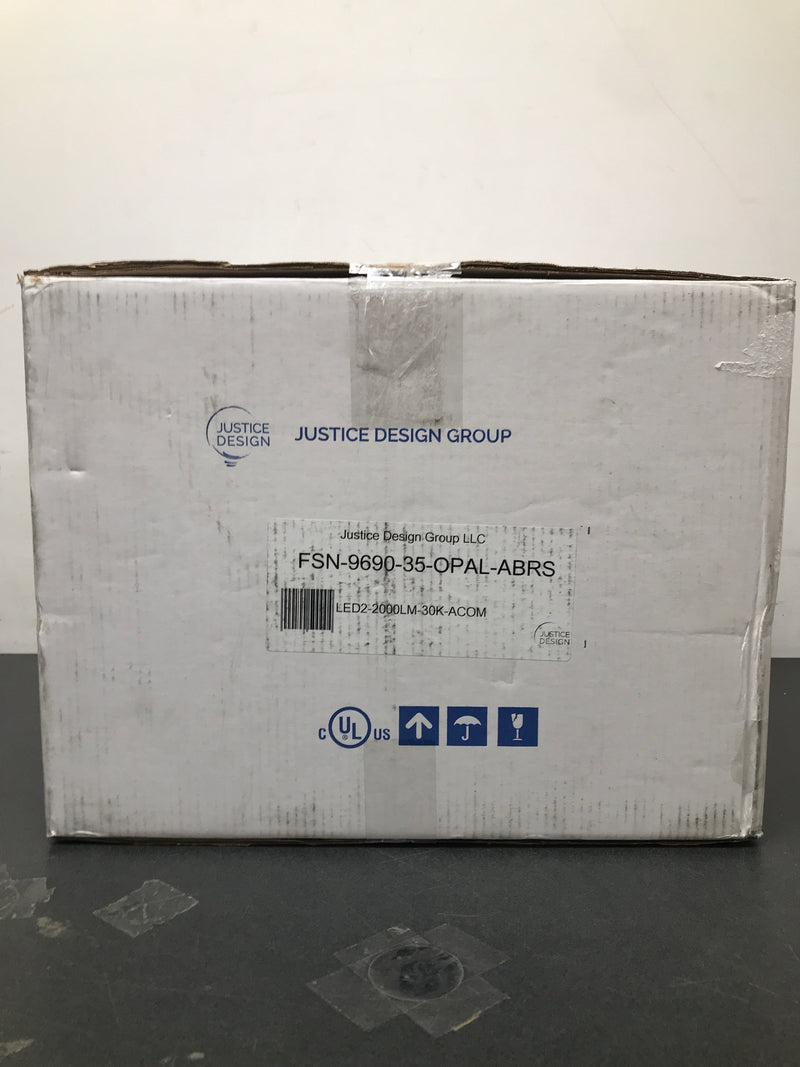 JUSTICE
DESIGN
JUSTICE DESIGN GROUP
Justice Design Group LLC
FSN-9690-35-OPAL-ABRS
LED2-2000LM-30K-ACOM
JUSTICE
DESIGN
C UL® US